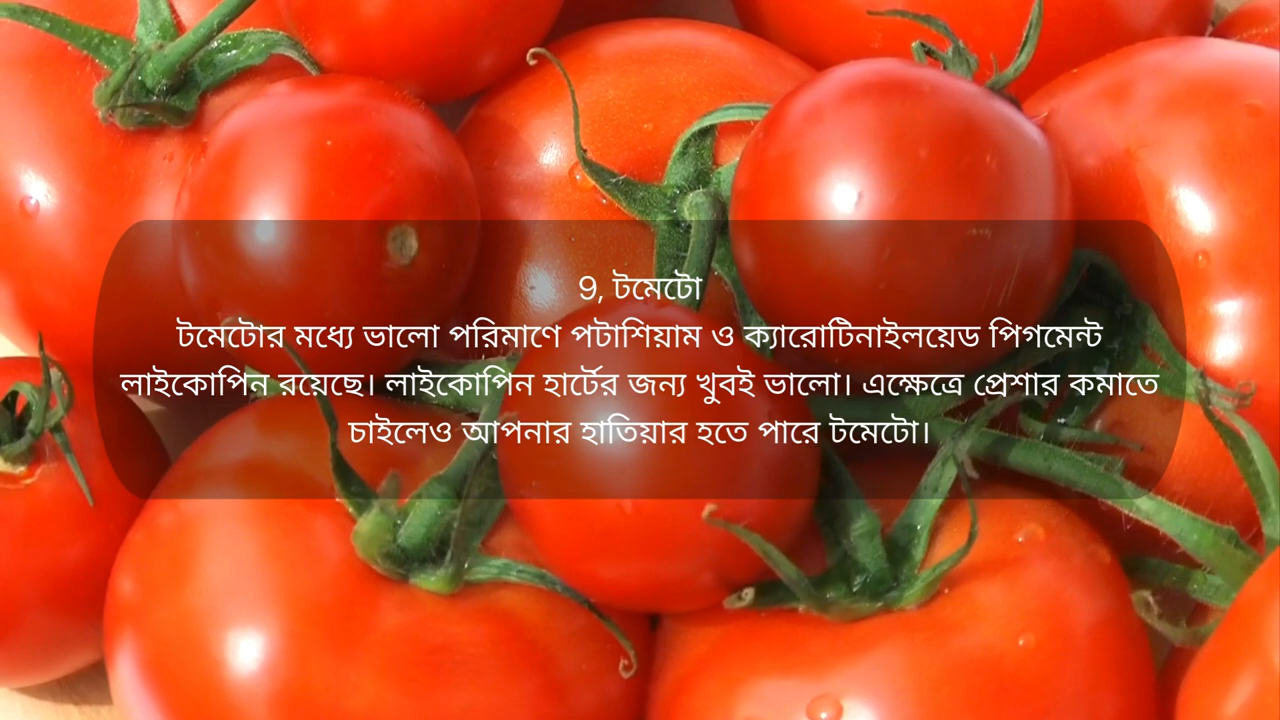 9, টমেটো
টমেটোর মধ্যে ভালো পরিমাণে পটাশিয়াম ও ক্যারোটিনাইলয়েড পিগমেন্ট
লাইকোপিন রয়েছে। লাইকোপিন হার্টের জন্য খুবই ভালো। এক্ষেত্রে প্রেশার কমাতে
চাইলেও আপনার হাতিয়ার হতে পারে টমেটো।